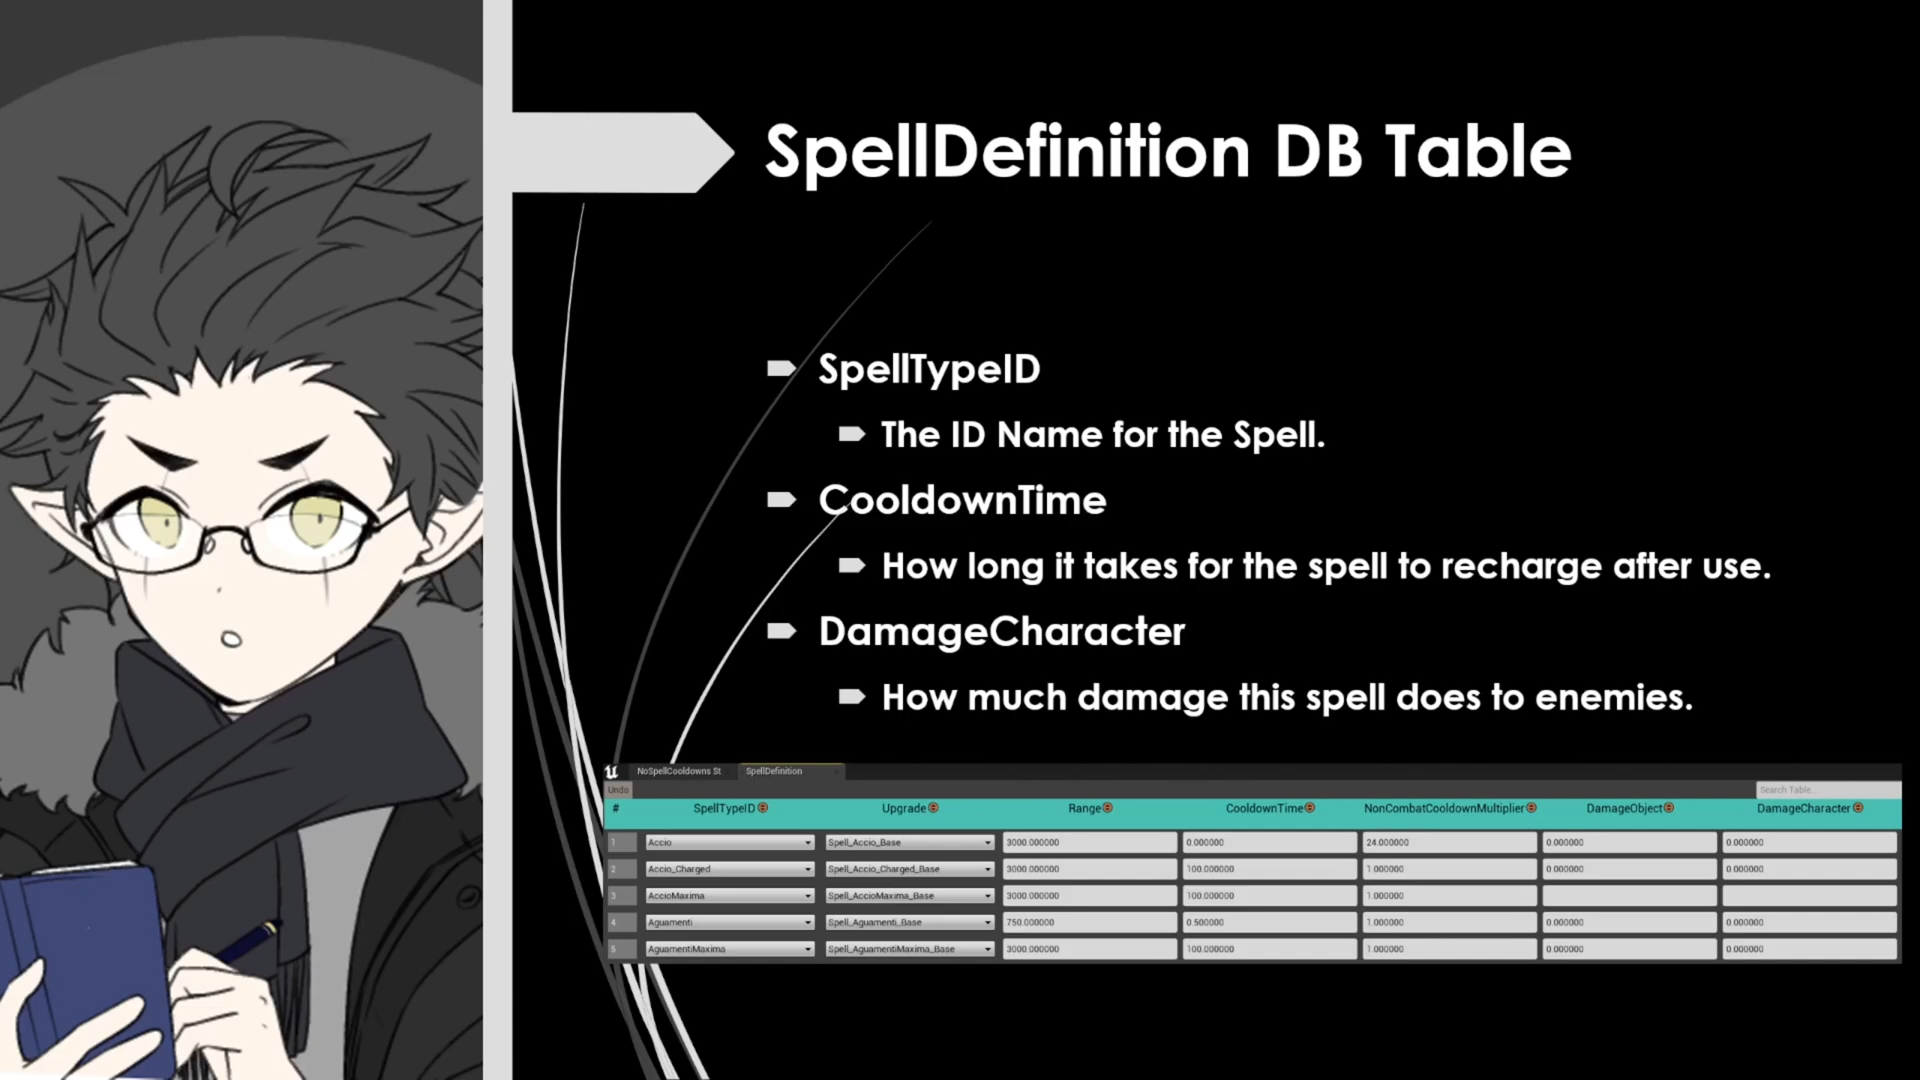 SpellDefinition DB Table
SpellTypeID
The ID Name for the Spell.
CooldownTime
How long it takes for the spell to recharge after use.
DamageCharacter
How much damage this spell does to enemies.
NoSpellCooldowns St SpellDefinition
Undo Search Table...
# SpellTypeID Upgrade Range CooldownTime NonCombatCooldownMultiplier DamageObject DamageCharacter
1 Accio Spell_Accio_Base 3000.000000 0.000000 24.000000 0.000000 0.000000
2 Accio_Charged Spell_Accio_Charged_Base 3000.000000 100.000000 1.000000 0.000000 0.000000
3 AccioMaxima Spell_AccioMaxima_Base 3000.000000 100.000000 1.000000
4 Aguamenti Spell_Aguamenti_Base 750.000000 0.500000 1.000000 0.000000 0.000000
5 AguamentiMaxima Spell_AguamentiMaxima_Base 3000.000000 100.000000 1.000000 0.000000 0.000000